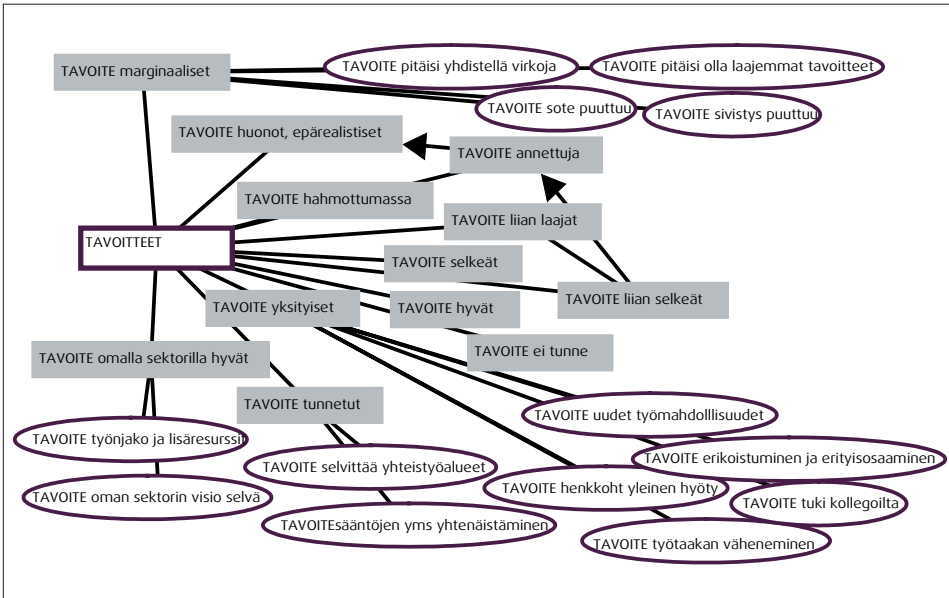 TAVOITE pitäisi yhdistellä virkoja
TAVOITE pitäisi olla laajemmat tavoitteet
TAVOITE marginaaliset
TAVOITE sote puuttuu
TAVOITE sivistys puuttuu
TAVOITE huonot, epärealistiset
TAVOITE annettuja
TAVOITE hahmottumassa
TAVOITE liian laajat
TAVOITTEET
TAVOITE selkeät
TAVOITE liian selkeät
TAVOITE yksityiset
TAVOITE hyvät
TAVOITE ei tunne
TAVOITE omalla sektorilla hyvät
TAVOITE tunnetut
TAVOITE uudet työmahdolllisuudet
TAVOITE työnjako ja lisäresurssit
TAVOITE selvittää yhteistyöalueet
TAVOITE erikoistuminen ja erityisosaaminen
TAVOITE henkkoht yleinen hyöty
TAVOITE oman sektorin visio selvä
TAVOITE tuki kollegoilta
TAVOITEsääntöjen yms yhtenäistäminen
TAVOITE työtaakan väheneminen